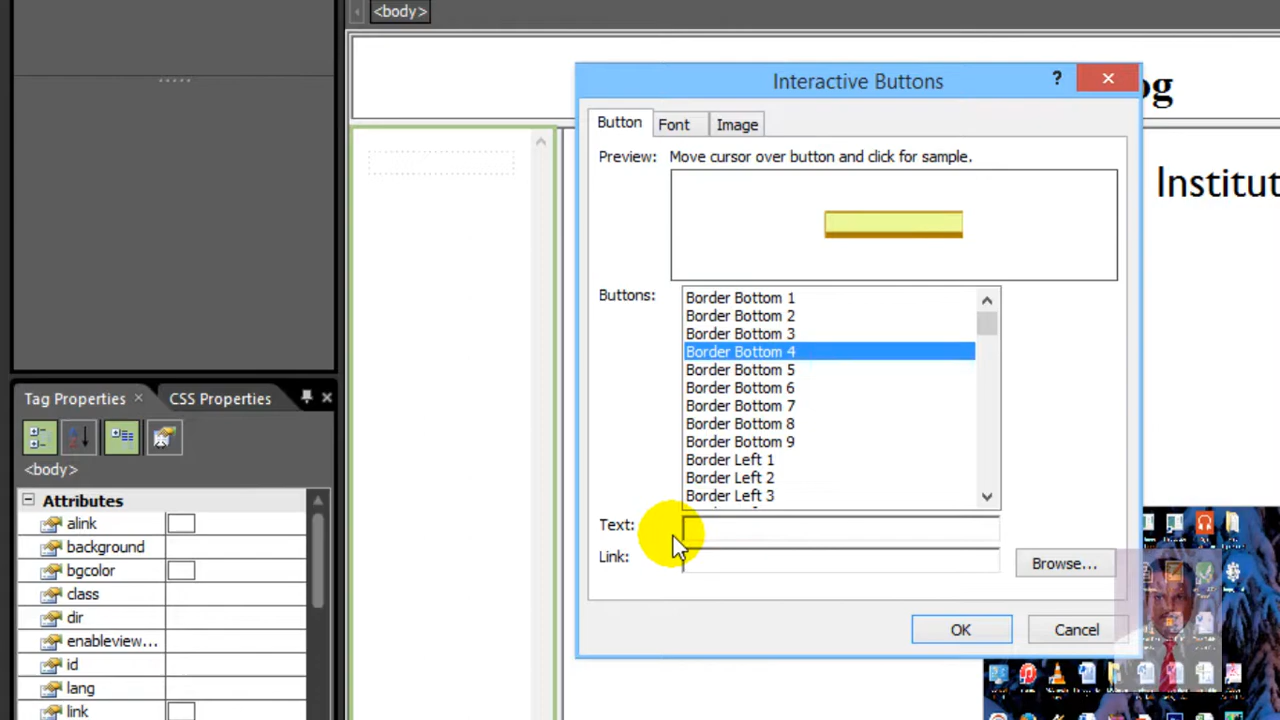 <body>
Interactive Buttons
?
og
Button Font Image
Preview: Move cursor over button and click for sample.
Institut
Buttons:
Border Bottom 1
Border Bottom 2
Border Bottom 3
Border Bottom 4
Border Bottom 5
Border Bottom 6
Border Bottom 7
Border Bottom 8
Border Bottom 9
Border Left 1
Border Left 2
Border Left 3
Text:
Link:
Browse...
OK Cancel
Tag Properties CSS Properties
<body>
Attributes
alink
background
bgcolor
class
dir
enableview...
id
lang
link